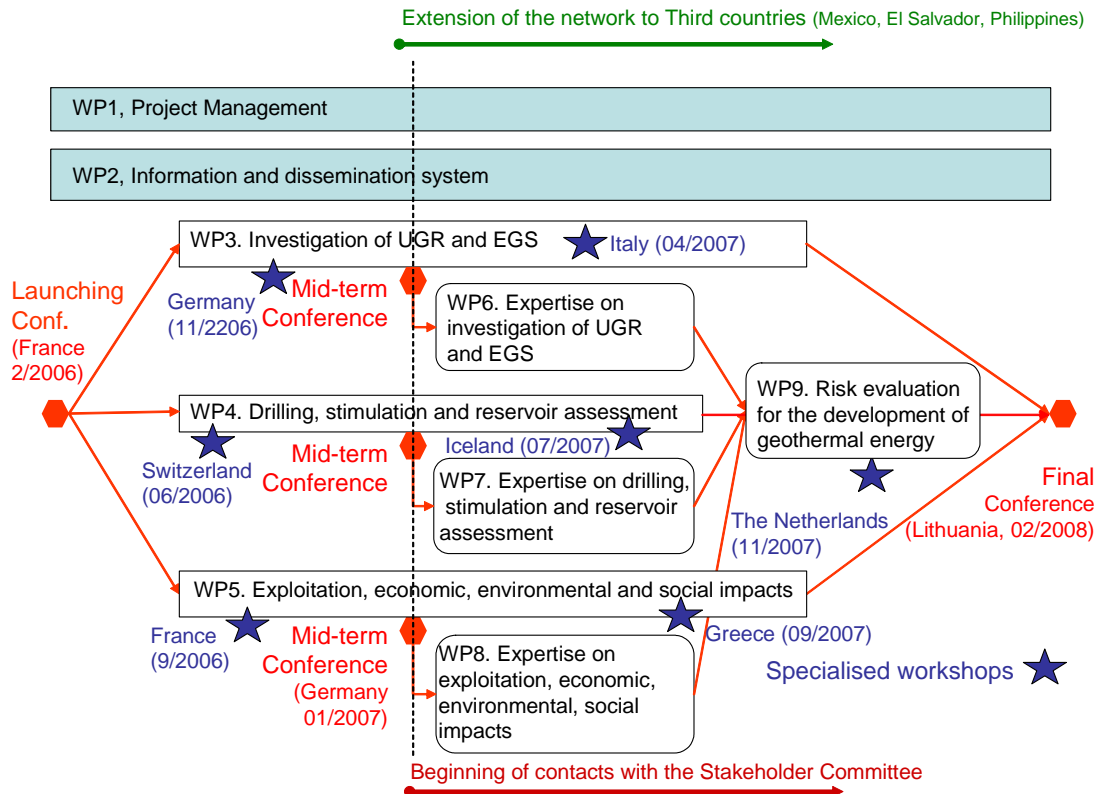 Extension of the network to Third countries (Mexico, El Salvador, Philippines)
WP1, Project Management
WP2, Information and dissemination system
WP3. Investigation of UGR and EGS
Italy (04/2007)
Germany
(11/2206)
Mid-term
Conference
Launching
Conf.
(France
2/2006)
WP6. Expertise on
investigation of UGR
and EGS
WP9. Risk evaluation
for the development of
geothermal energy
WP4. Drilling, stimulation and reservoir assessment
Iceland (07/2007)
Switzerland
(06/2006)
Mid-term
Conference
WP7. Expertise on drilling,
stimulation and reservoir
assessment
The Netherlands
(11/2007)
Final
Conference
(Lithuania, 02/2008)
WP5. Exploitation, economic, environmental and social impacts
France
(9/2006)
Mid-term
Conference
(Germany
01/2007)
Greece (09/2007)
WP8. Expertise on
exploitation, economic,
environmental, social
impacts
Specialised workshops
Beginning of contacts with the Stakeholder Committee